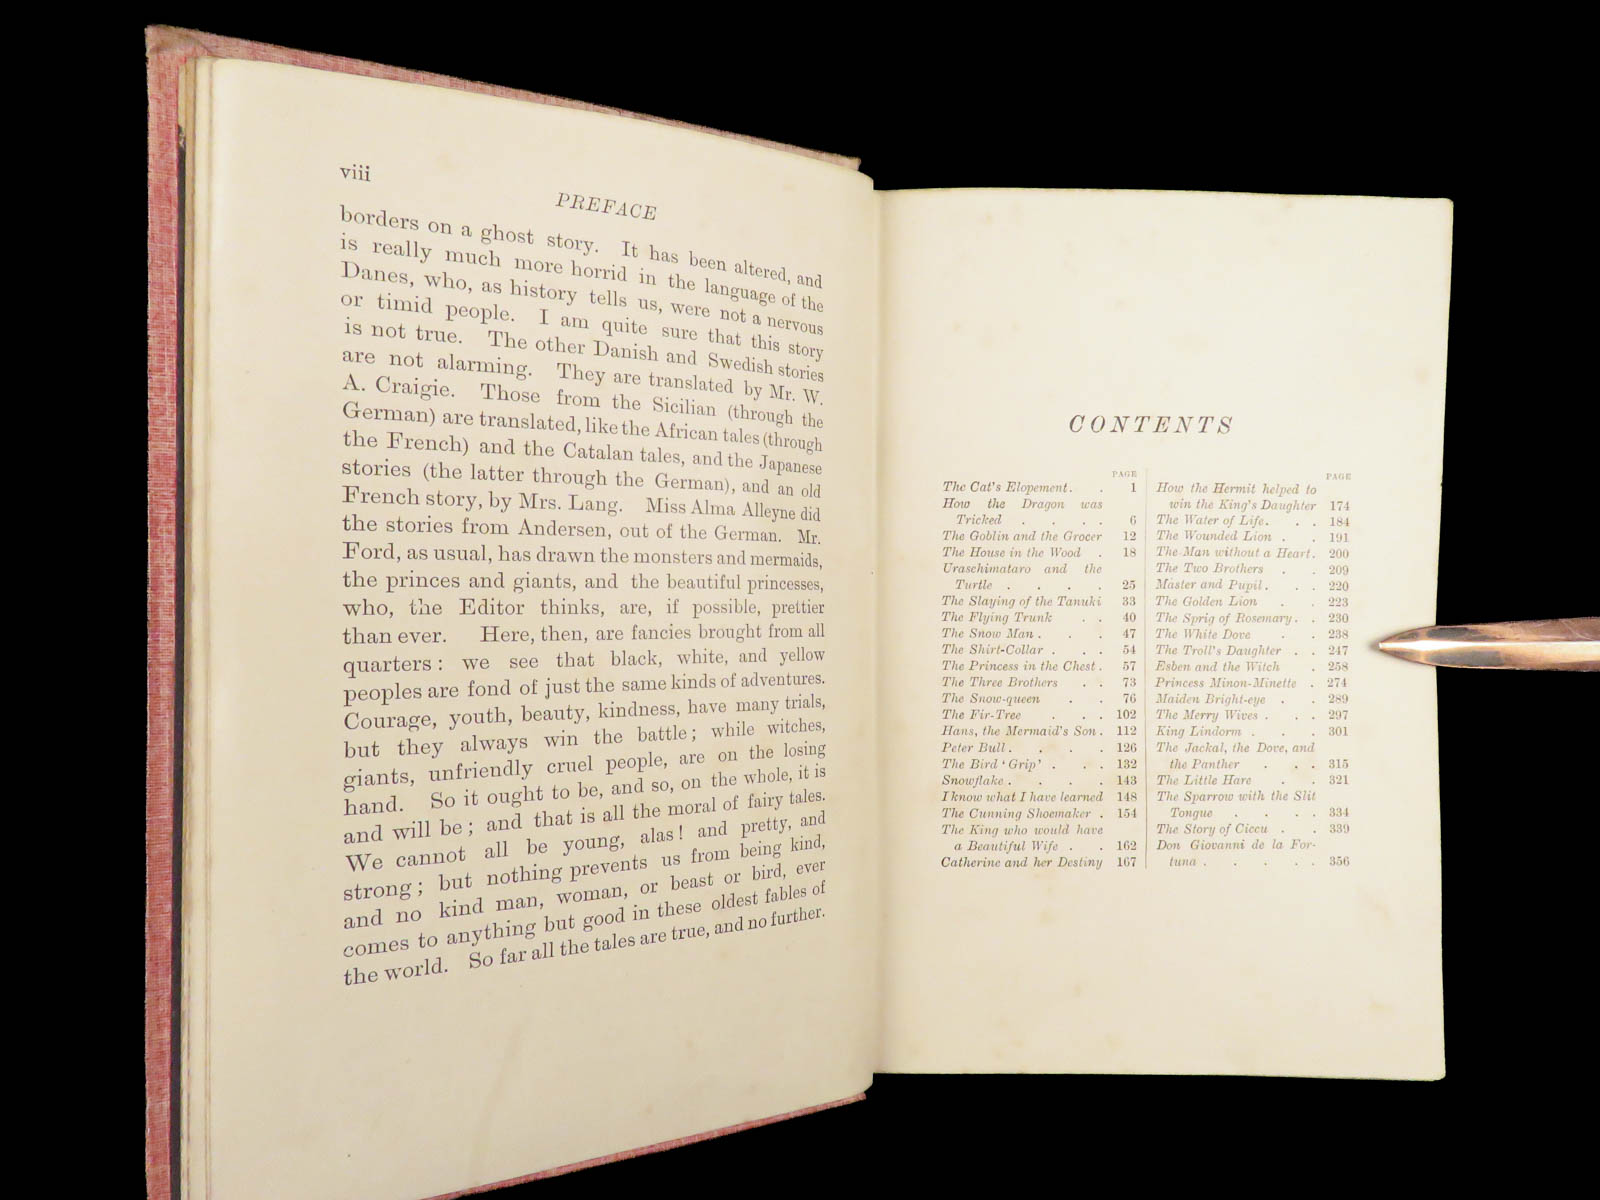 viii
PREFACE
borders on a ghost story. It has been altered, and
is really much more horrid in the language of the
Danes, who, as history tells us, were not a nervous
or timid people. I am quite sure that this story
is not true. The other Danish and Swedish stories
are not alarming. They are translated by Mr. W.
A. Craigie. Those from the Sicilian (through the
German) are translated, like the African tales (through
the French) and the Catalan tales, and the Japanese
stories (the latter through the German), and an old
French story, by Mrs. Lang. Miss Alma Alleyne did
the stories from Andersen, out of the German. Mr.
Ford, as usual, has drawn the monsters and mermaids,
the princes and giants, and the beautiful princesses,
who, the Editor thinks, are, if possible, prettier
than ever. Here, then, are fancies brought from all
quarters: we see that black, white, and yellow
peoples are fond of just the same kinds of adventures.
Courage, youth, beauty, kindness, have many trials,
but they always win the battle; while witches,
giants, unfriendly cruel people, are on the losing
hand. So it ought to be, and so, on the whole, it is
and will be; and that is all the moral of fairy tales.
We cannot all be young, alas! and pretty, and
strong; but nothing prevents us from being kind,
and no kind man, woman, or beast or bird, ever
comes to anything but good in these oldest fables of
the world. So far all the tales are true, and no further.
CONTENTS
PAGE
The Cat's Elopement. . 1
How the Dragon was
Tricked . . . . 6
The Goblin and the Grocer 12
The House in the Wood . 18
Uraschimataro and the
Turtle . . . . 25
The Slaying of the Tanuki 33
The Flying Trunk . . 40
The Snow Man . . . 47
The Shirt-Collar . . . 54
The Princess in the Chest . 57
The Three Brothers . . 73
The Snow-queen . . 76
The Fir-Tree . . . 102
Hans, the Mermaid's Son . 112
Peter Bull . . . . 126
The Bird 'Grip' . . . 132
Snowflake . . . . 143
I know what I have learned 148
The Cunning Shoemaker . 154
The King who would have
a Beautiful Wife . . 162
Catherine and her Destiny 167
PAGE
How the Hermit helped to
win the King's Daughter 174
The Water of Life. . . 184
The Wounded Lion . . 191
The Man without a Heart. 200
The Two Brothers . . 209
Master and Pupil. . . 220
The Golden Lion . . 223
The Sprig of Rosemary . . 230
The White Dove . . 238
The Troll's Daughter . . 247
Esben and the Witch . 258
Princess Minon-Minette . 274
Maiden Bright-eye . . 289
The Merry Wives . . . 297
King Lindorm . . . 301
The Jackal, the Dove, and
the Panther . . . 315
The Little Hare . . 321
The Sparrow with the Slit
Tongue . . . . 334
The Story of Ciccu . . 339
Don Giovanni de la For-
tuna . . . . . 356